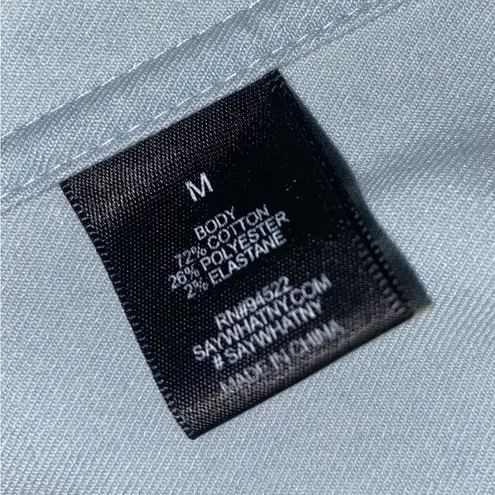 M
BODY
72% COTTON
26% POLYESTER
2% ELASTANE
RN#94522
SAYWHATNY.COM
# SAYWHATNY
MADE IN CHINA